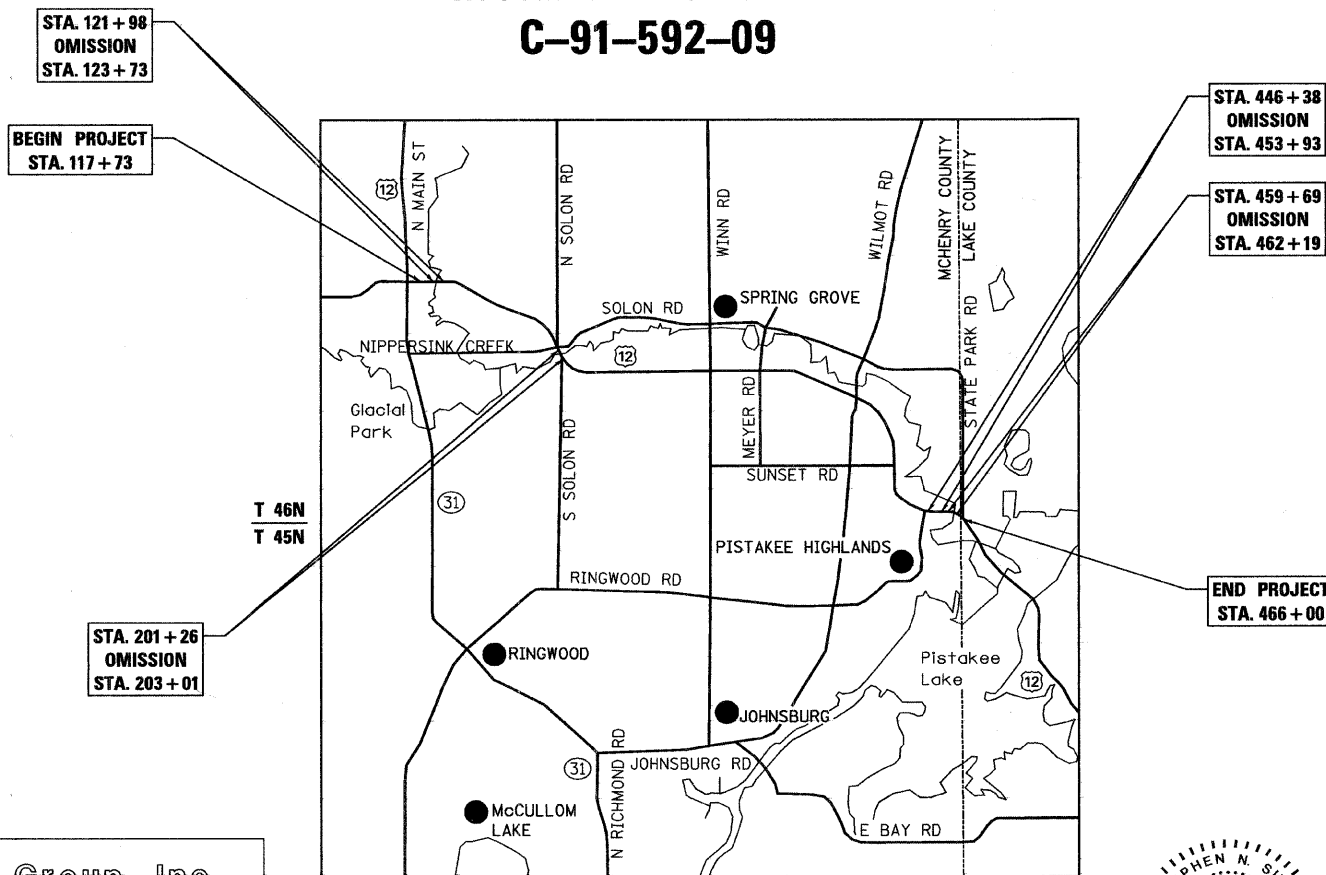 C–91–592–09
STA. 121 + 98
OMISSION
STA. 123 + 73
BEGIN PROJECT
STA. 117 + 73
STA. 446 + 38
OMISSION
STA. 453 + 93
STA. 459 + 69
OMISSION
STA. 462 + 19
12
N MAIN ST
N SOLON RD
WINN RD
WILMOT RD
MCHENRY COUNTY
LAKE COUNTY
SPRING GROVE
SOLON RD
NIPPERSINK CREEK
12
STATE PARK RD
Glacial
Park
MEYER RD
S SOLON RD
SUNSET RD
31
T 46N
T 45N
PISTAKEE HIGHLANDS
RINGWOOD RD
END PROJECT
STA. 466 + 00
STA. 201 + 26
OMISSION
STA. 203 + 01
RINGWOOD
Pistakee
Lake
12
JOHNSBURG
JOHNSBURG RD
31
N RICHMOND RD
McCULLOM
LAKE
E BAY RD
Group, Inc.
PHEN N. S